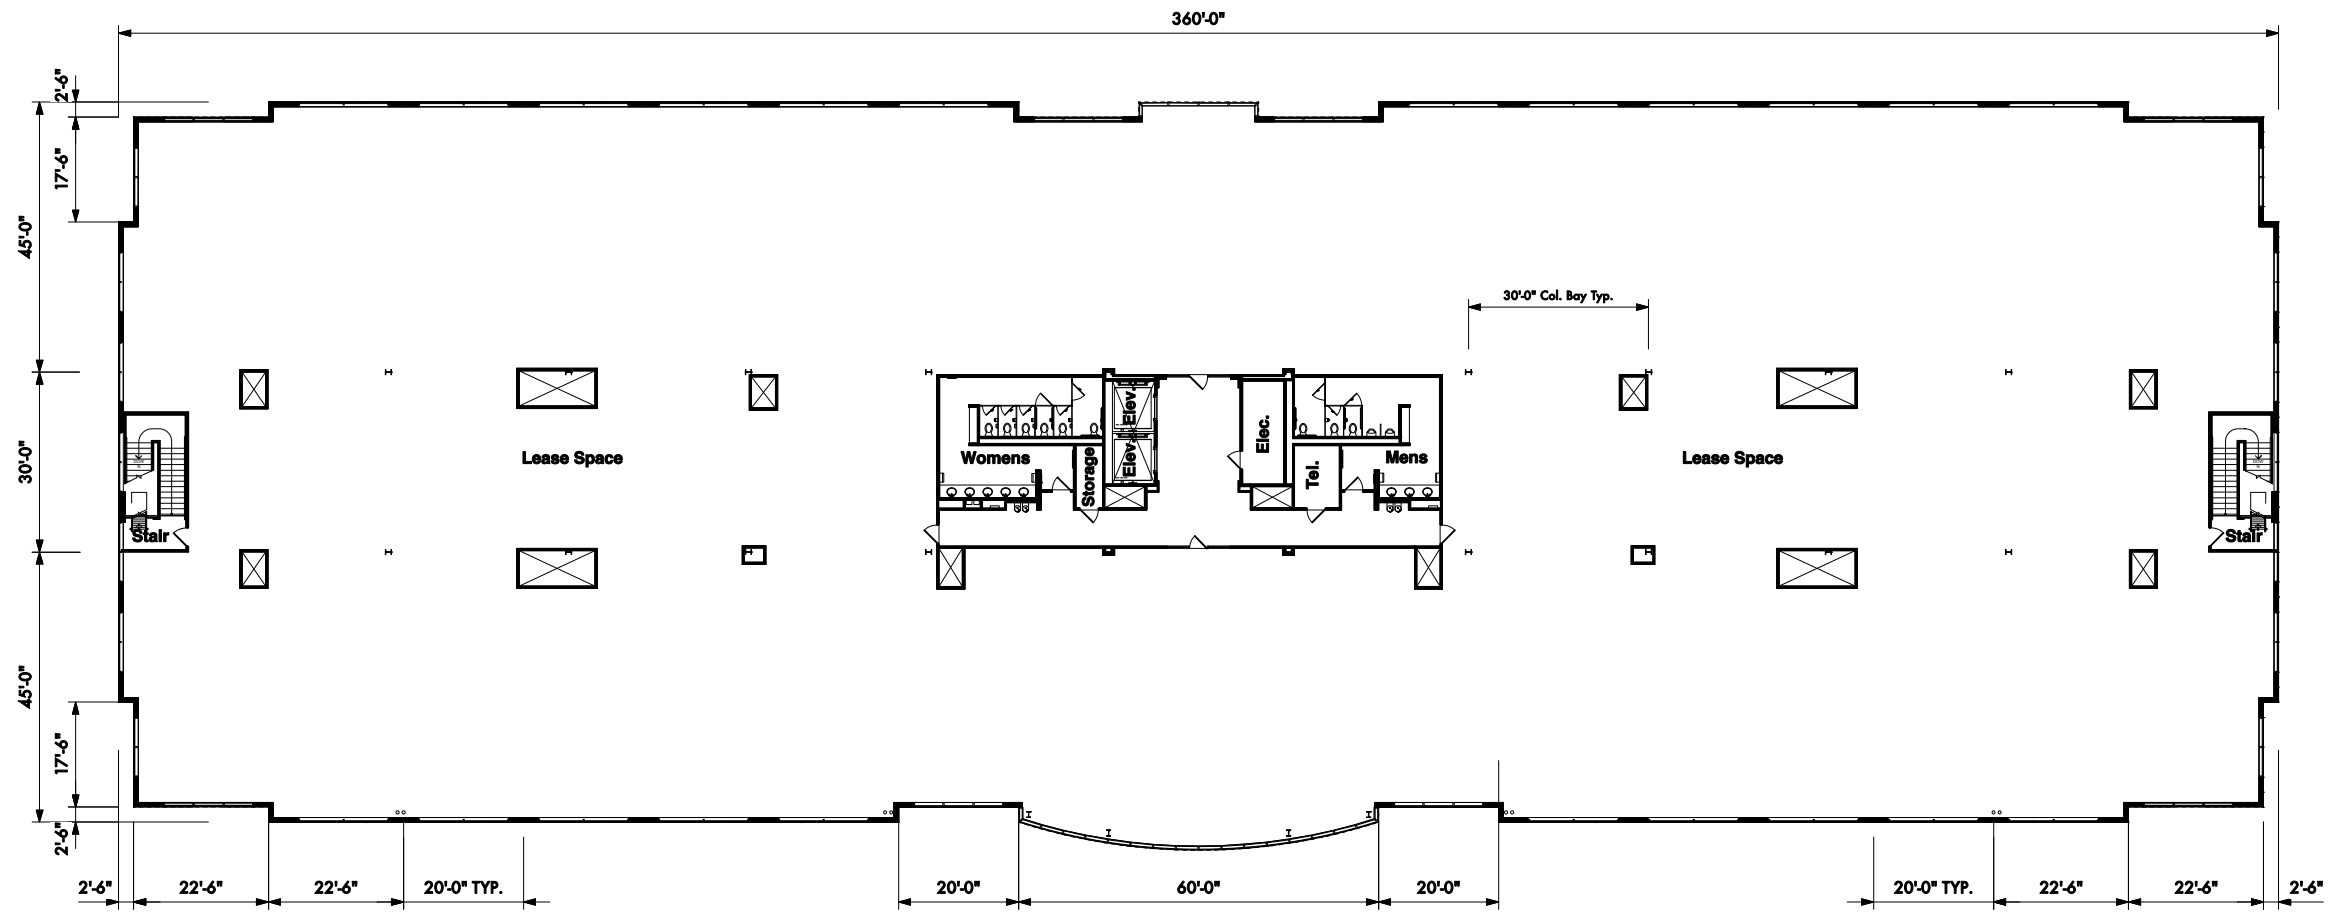 360'-0"
2'-6"
17'-6"
45'-0"
30'-0" Col. Bay Typ.
30'-0"
Lease Space
Womens
Storage
Elev.
Elev.
Elec.
Tel.
Mens
Lease Space
Stair
Stair
45'-0"
17'-6"
2'-6"
2'-6"
22'-6"
22'-6"
20'-0" TYP.
20'-0"
60'-0"
20'-0"
20'-0" TYP.
22'-6"
22'-6"
2'-6"